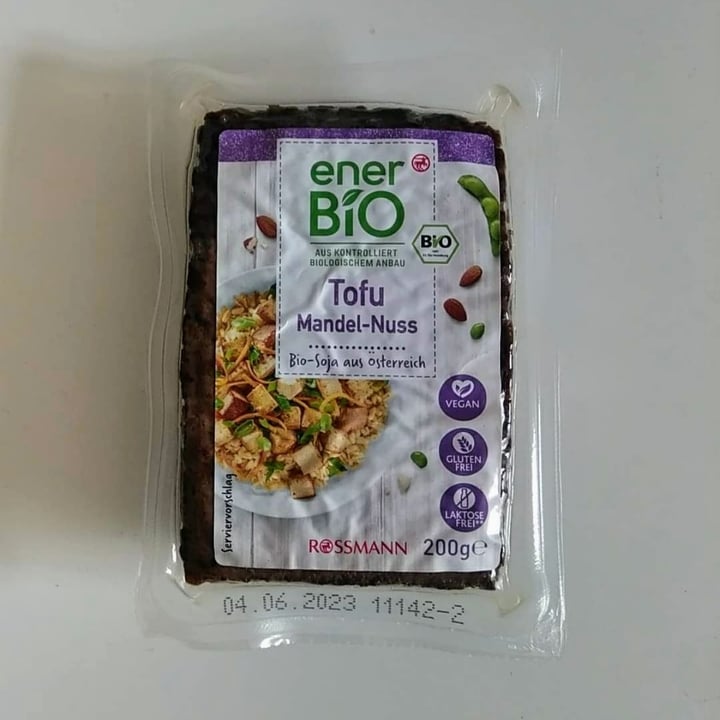 ener
BiO
AUS KONTROLLIERT
BIOLOGISCHEM ANBAU
BIO
Tofu
Mandel-Nuss
Bio-Soja aus Österreich
VEGAN
GLUTEN
FREI
LAKTOSE
FREI**
Serviervorschlag
ROSSMANN
200g℮
04.06.2023 11142-2